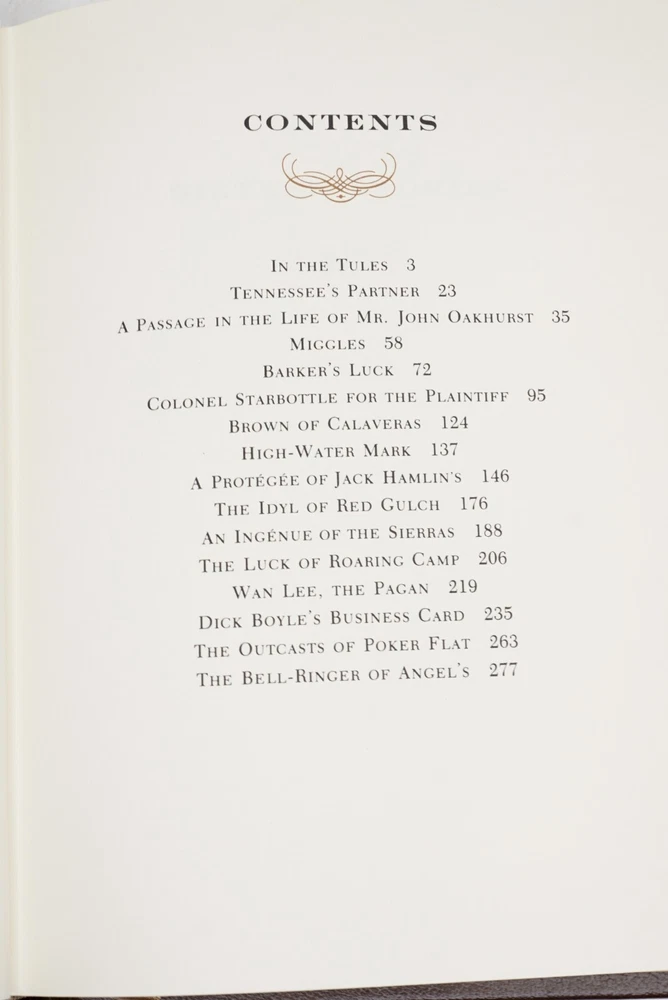 CONTENTS
IN THE TULES 3
TENNESSEE'S PARTNER 23
A PASSAGE IN THE LIFE OF MR. JOHN OAKHURST 35
MIGGLES 58
BARKER'S LUCK 72
COLONEL STARBOTTLE FOR THE PLAINTIFF 95
BROWN OF CALAVERAS 124
HIGH-WATER MARK 137
A PROTÉGÉE OF JACK HAMLIN'S 146
THE IDYL OF RED GULCH 176
AN INGÉNUE OF THE SIERRAS 188
THE LUCK OF ROARING CAMP 206
WAN LEE, THE PAGAN 219
DICK BOYLE'S BUSINESS CARD 235
THE OUTCASTS OF POKER FLAT 263
THE BELL-RINGER OF ANGEL'S 277